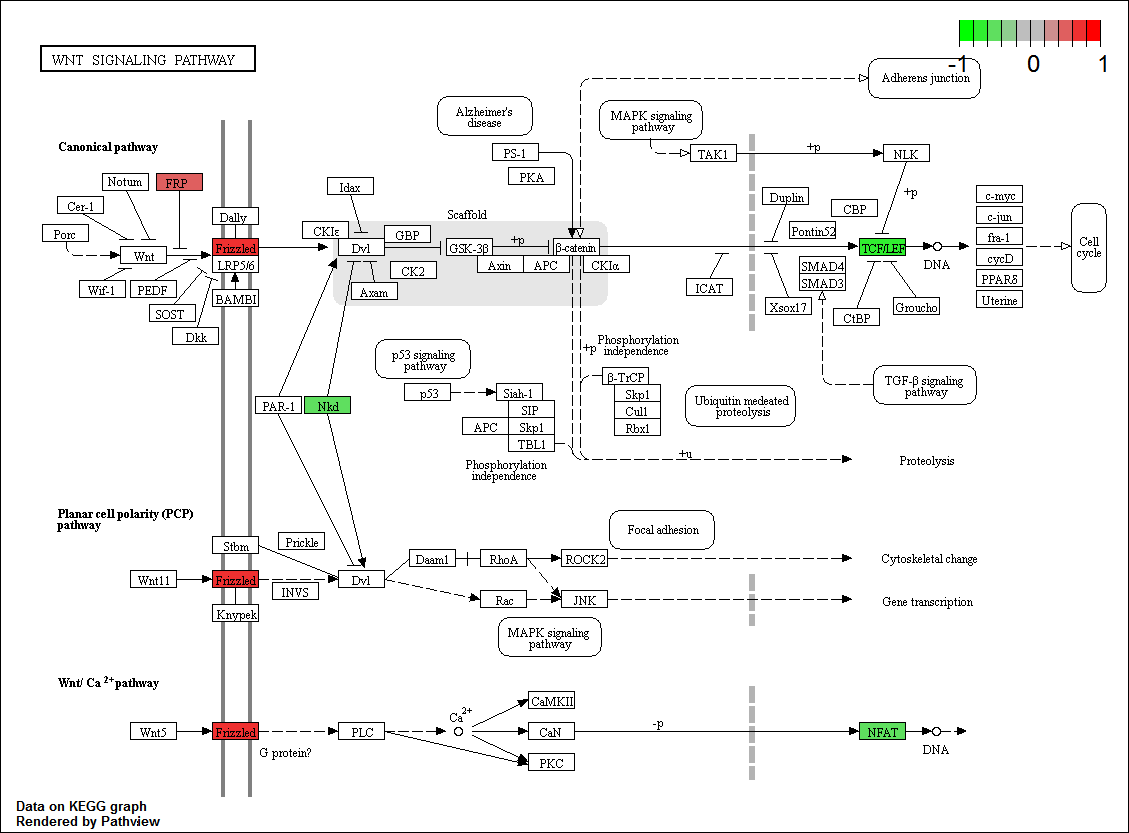 WNT SIGNALING PATHWAY
-1 0 1
Adherens junction
Alzheimer's
disease
MAPK signaling
pathway
Canonical pathway
PS-1
TAK1
+p
NLK
PKA
Notum
FRP
Idax
+p
Duplin
c-myc
Cer-1
Dally
Scaffold
CBP
c-jun
Porc
CKIε
GBP
Pontin52
fra-1
Wnt
Frizzled
Dvl
GSK-3β
+p
β-catenin
TCF/LEF
DNA
cycD
Cell
cycle
LRP5/6
CK2
Axin
APC
CKIα
SMAD4
SMAD3
PPARδ
Wif-1
PEDF
BAMBI
Axam
ICAT
Uterine
SOST
Xsox17
CtBP
Groucho
Dkk
p53 signaling
pathway
+p
Phosphorylation
independence
β-TrCP
Skp1
Cul1
Rbx1
TGF-β signaling
pathway
p53
Siah-1
SIP
APC
Skp1
TBL1
Ubiquitin medeated
proteolysis
PAR-1
Nkd
Phosphorylation
independence
+u
Proteolysis
Planar cell polarity (PCP)
pathway
Stbm
Prickle
Focal adhesion
Daam1
RhoA
ROCK2
Cytoskeletal change
Wnt11
Frizzled
INVS
Dvl
Rac
JNK
Gene transcription
Knypek
MAPK signaling
pathway
Wnt/ Ca 2+ pathway
CaMKII
Ca2+
Wnt5
Frizzled
PLC
CaN
-p
NFAT
DNA
G protein?
PKC
Data on KEGG graph
Rendered by Pathview